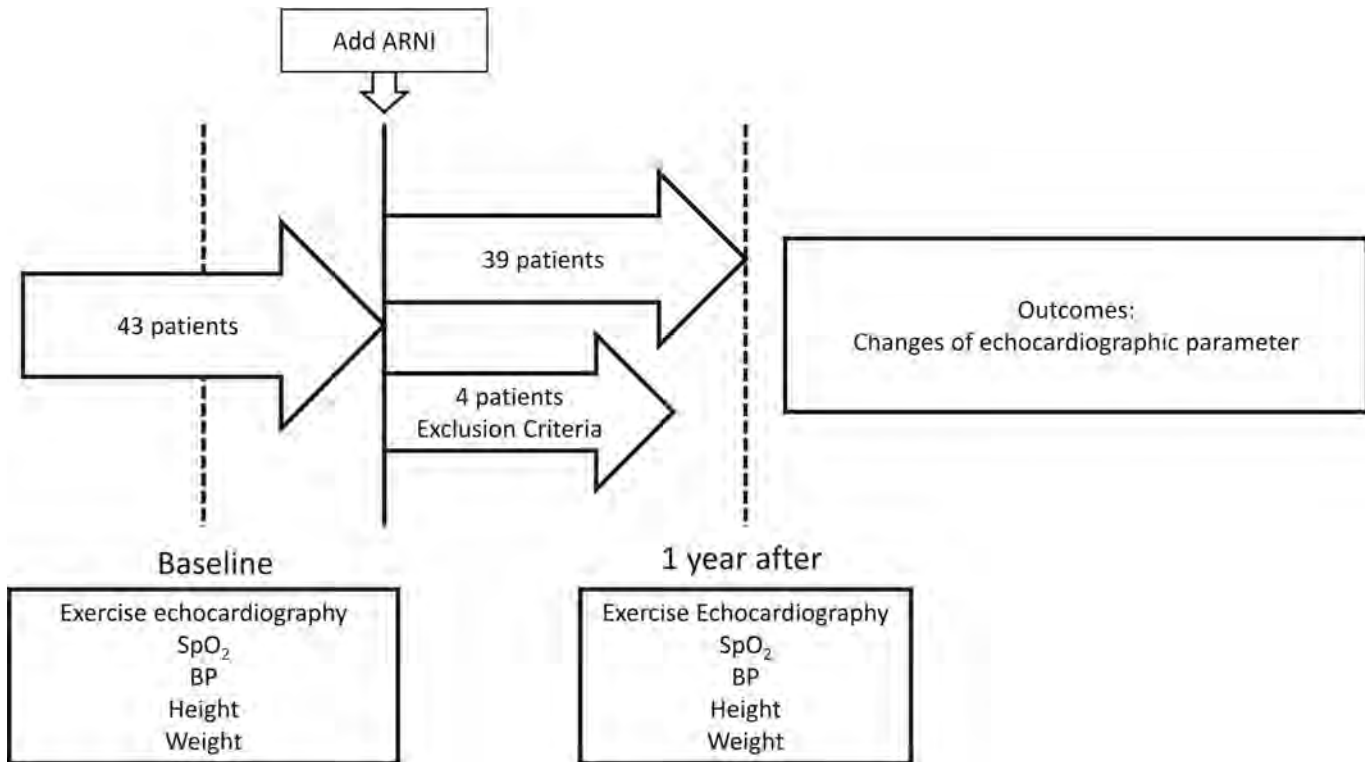 Add ARNI
39 patients
43 patients
4 patients
Exclusion Criteria
Outcomes:
Changes of echocardiographic parameter
Baseline
Exercise echocardiography
SpO₂
BP
Height
Weight
1 year after
Exercise Echocardiography
SpO₂
BP
Height
Weight